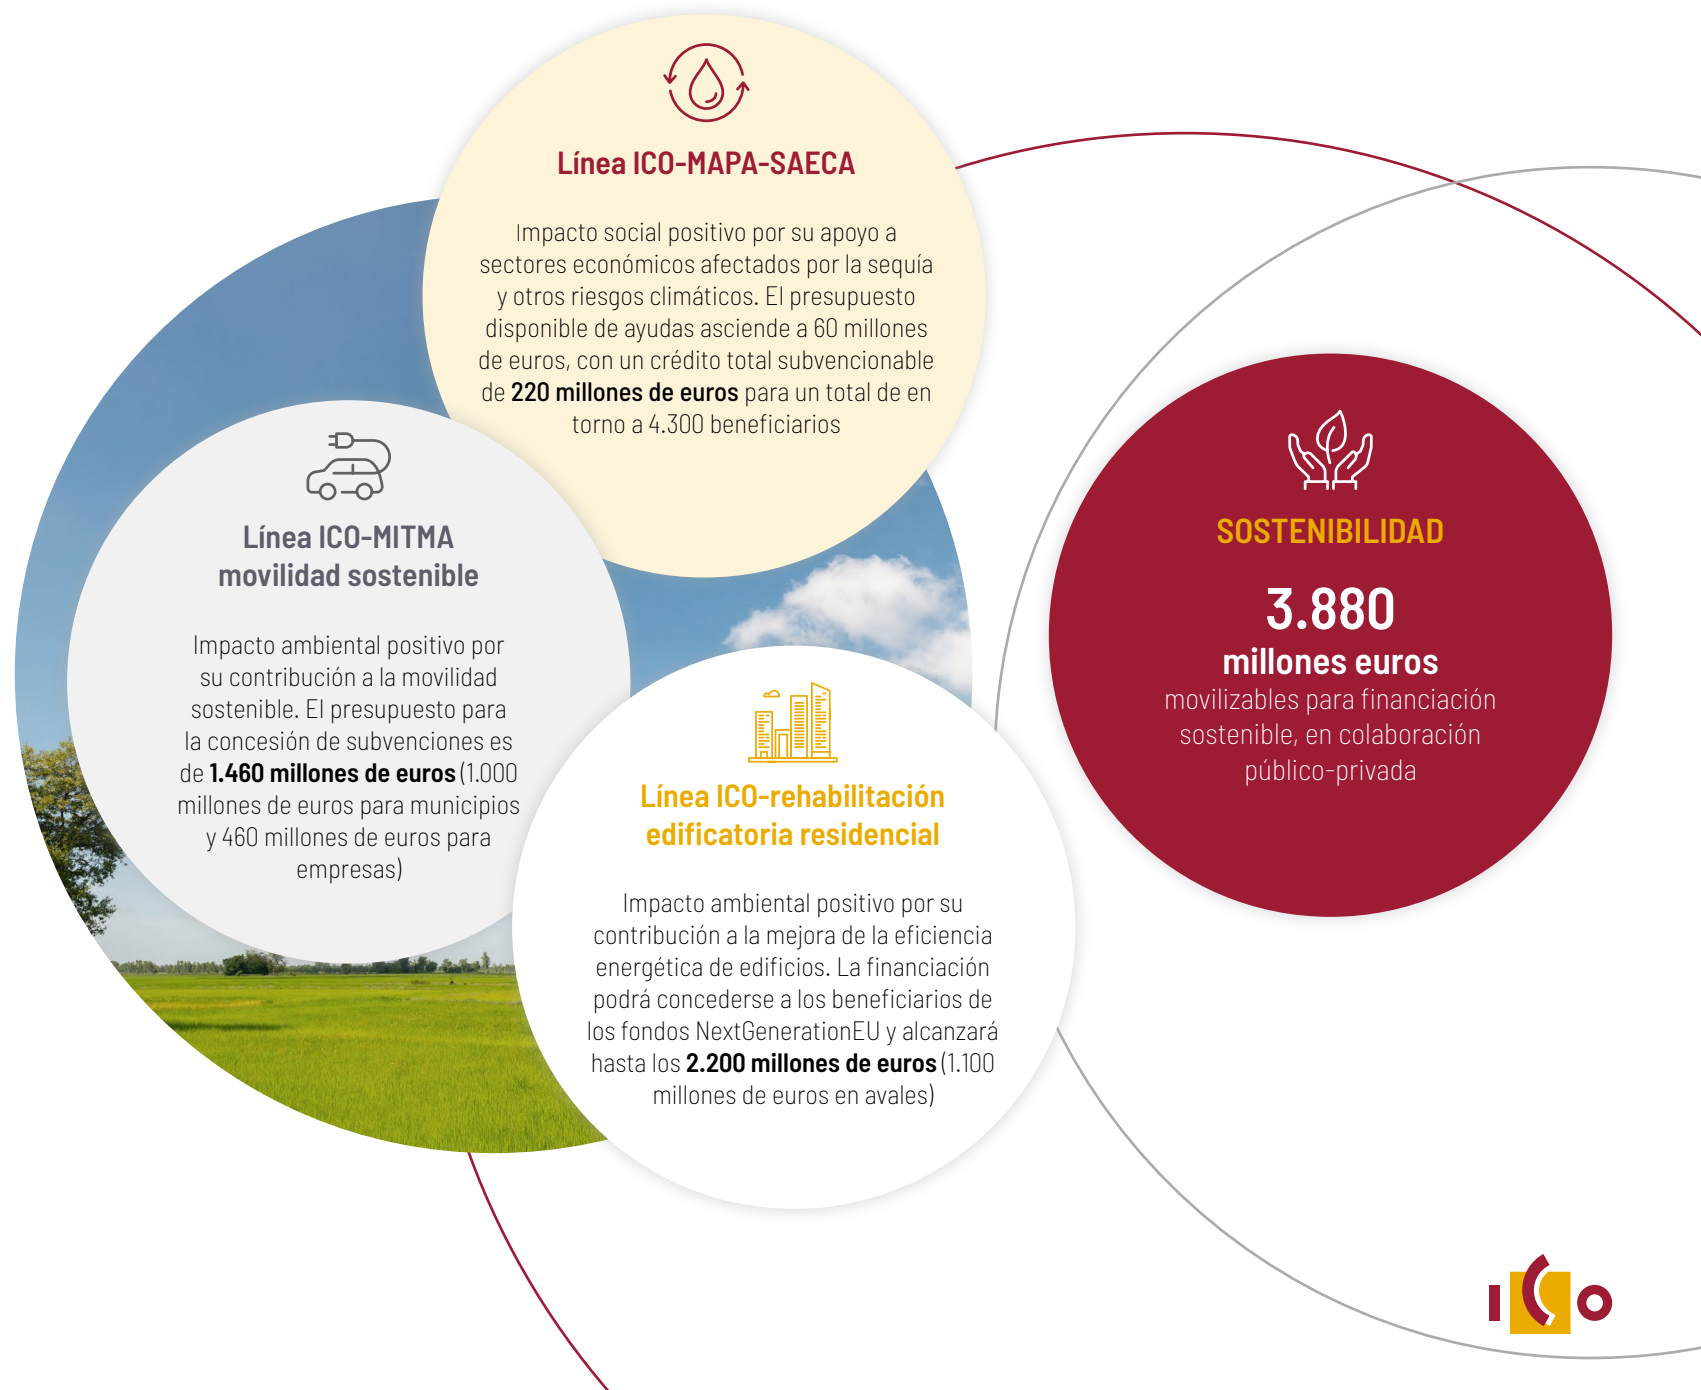 Línea ICO-MAPA-SAECA
Impacto social positivo por su apoyo a
sectores económicos afectados por la sequía
y otros riesgos climáticos. El presupuesto
disponible de ayudas asciende a 60 millones
de euros, con un crédito total subvencionable
de 220 millones de euros para un total de en
torno a 4.300 beneficiarios
Línea ICO-MITMA
movilidad sostenible
Impacto ambiental positivo por
su contribución a la movilidad
sostenible. El presupuesto para
la concesión de subvenciones es
de 1.460 millones de euros (1.000
millones de euros para municipios
y 460 millones de euros para
empresas)
Línea ICO-rehabilitación
edificatoria residencial
Impacto ambiental positivo por su
contribución a la mejora de la eficiencia
energética de edificios. La financiación
podrá concederse a los beneficiarios de
los fondos NextGenerationEU y alcanzará
hasta los 2.200 millones de euros (1.100
millones de euros en avales)
SOSTENIBILIDAD
3.880
millones euros
movilizables para financiación
sostenible, en colaboración
público-privada
ICO